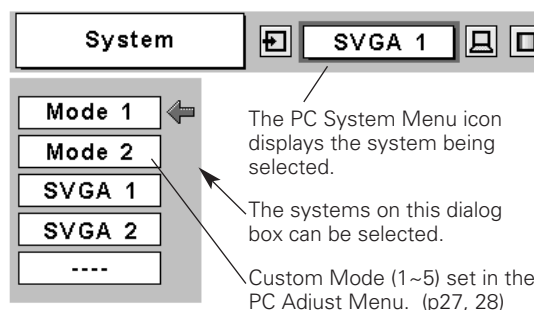 System
SVGA 1
Mode 1
Mode 2
SVGA 1
SVGA 2
----
The PC System Menu icon
displays the system being
selected.
The systems on this dialog
box can be selected.
Custom Mode (1~5) set in the
PC Adjust Menu. (p27, 28)